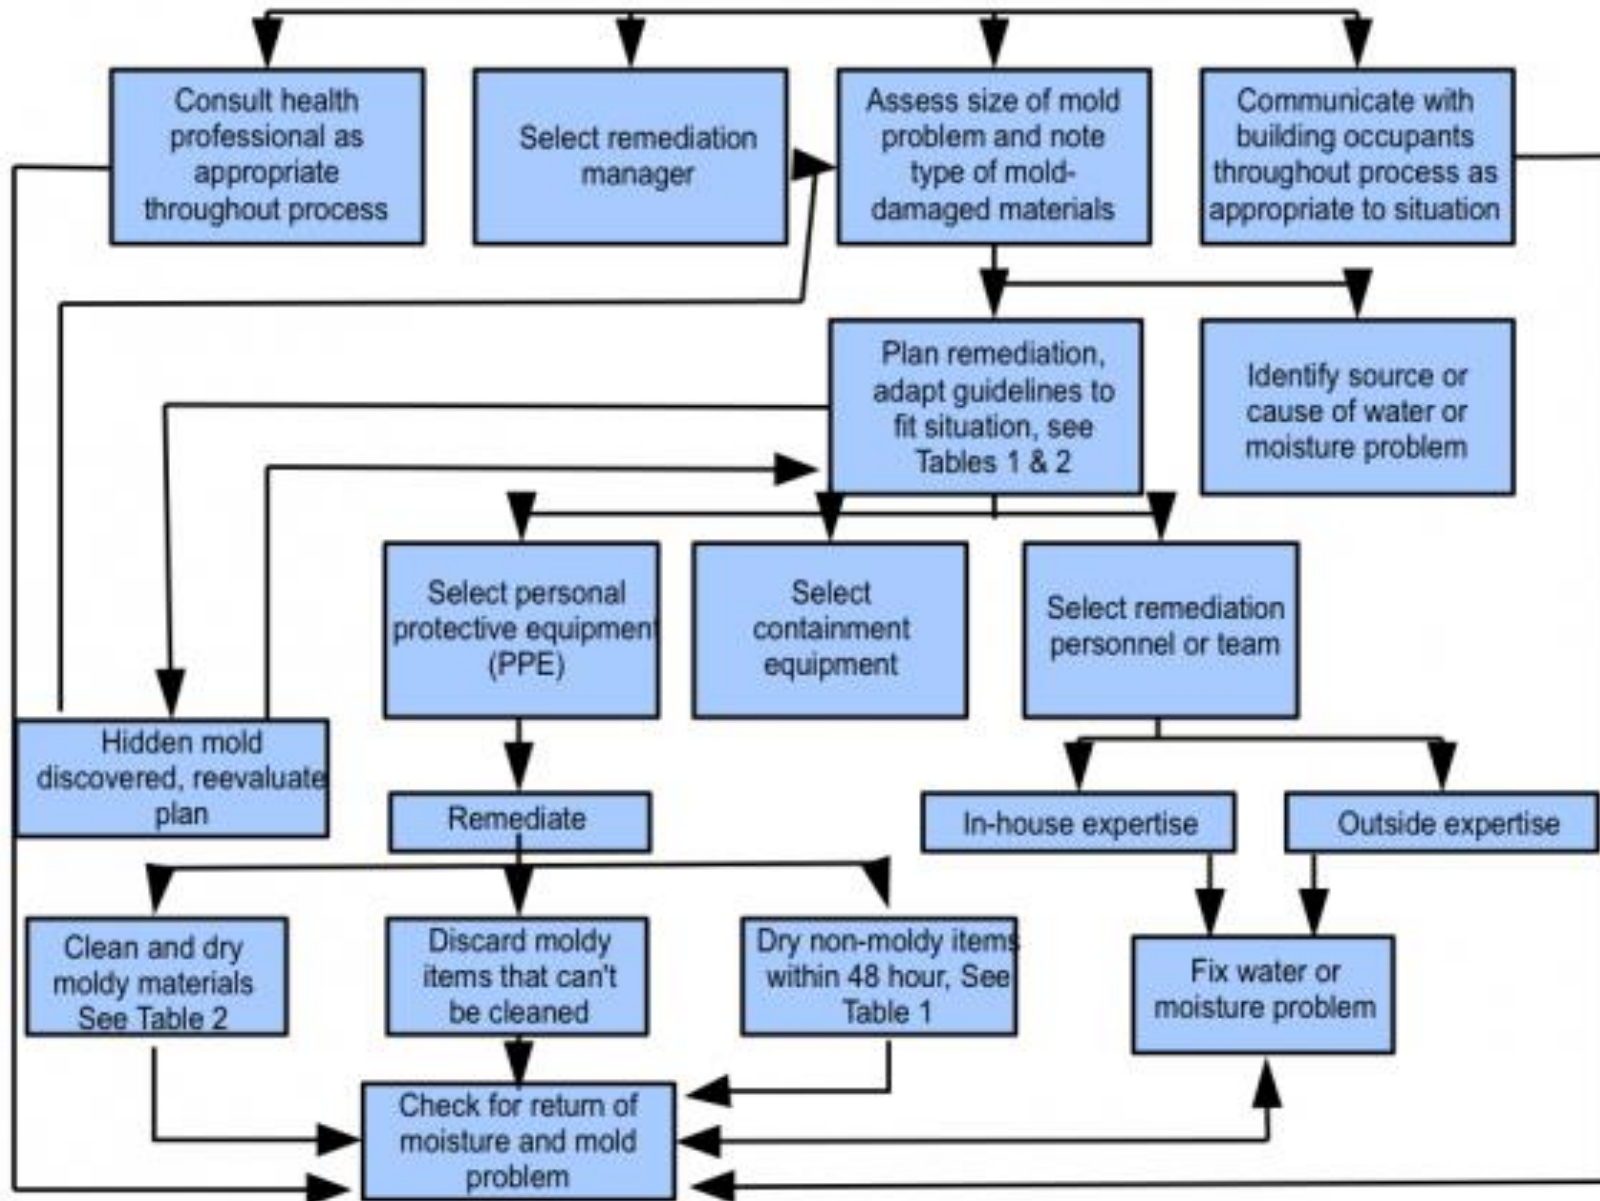 Consult health
professional as
appropriate
throughout process
Select remediation
manager
Assess size of mold
problem and note
type of mold-
damaged materials
Communicate with
building occupants
throughout process as
appropriate to situation
Plan remediation,
adapt guidelines to
fit situation, see
Tables 1 & 2
Identify source or
cause of water or
moisture problem
Select personal
protective equipment
(PPE)
Select
containment
equipment
Select remediation
personnel or team
Hidden mold
discovered, reevaluate
plan
Remediate
In-house expertise
Outside expertise
Clean and dry
moldy materials
See Table 2
Discard moldy
items that can't
be cleaned
Dry non-moldy items
within 48 hour, See
Table 1
Fix water or
moisture problem
Check for return of
moisture and mold
problem